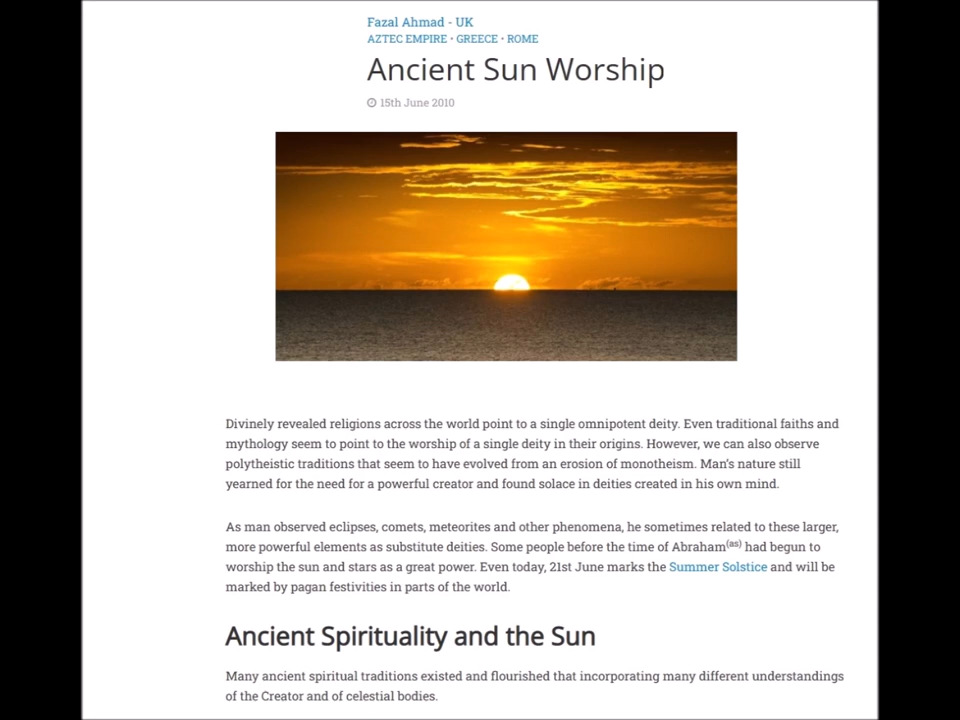 Fazal Ahmad - UK
AZTEC EMPIRE • GREECE • ROME
Ancient Sun Worship
15th June 2010
Divinely revealed religions across the world point to a single omnipotent deity. Even traditional faiths and
mythology seem to point to the worship of a single deity in their origins. However, we can also observe
polytheistic traditions that seem to have evolved from an erosion of monotheism. Man's nature still
yearned for the need for a powerful creator and found solace in deities created in his own mind.
As man observed eclipses, comets, meteorites and other phenomena, he sometimes related to these larger,
more powerful elements as substitute deities. Some people before the time of Abraham(as) had begun to
worship the sun and stars as a great power. Even today, 21st June marks the Summer Solstice and will be
marked by pagan festivities in parts of the world.
Ancient Spirituality and the Sun
Many ancient spiritual traditions existed and flourished that incorporating many different understandings
of the Creator and of celestial bodies.